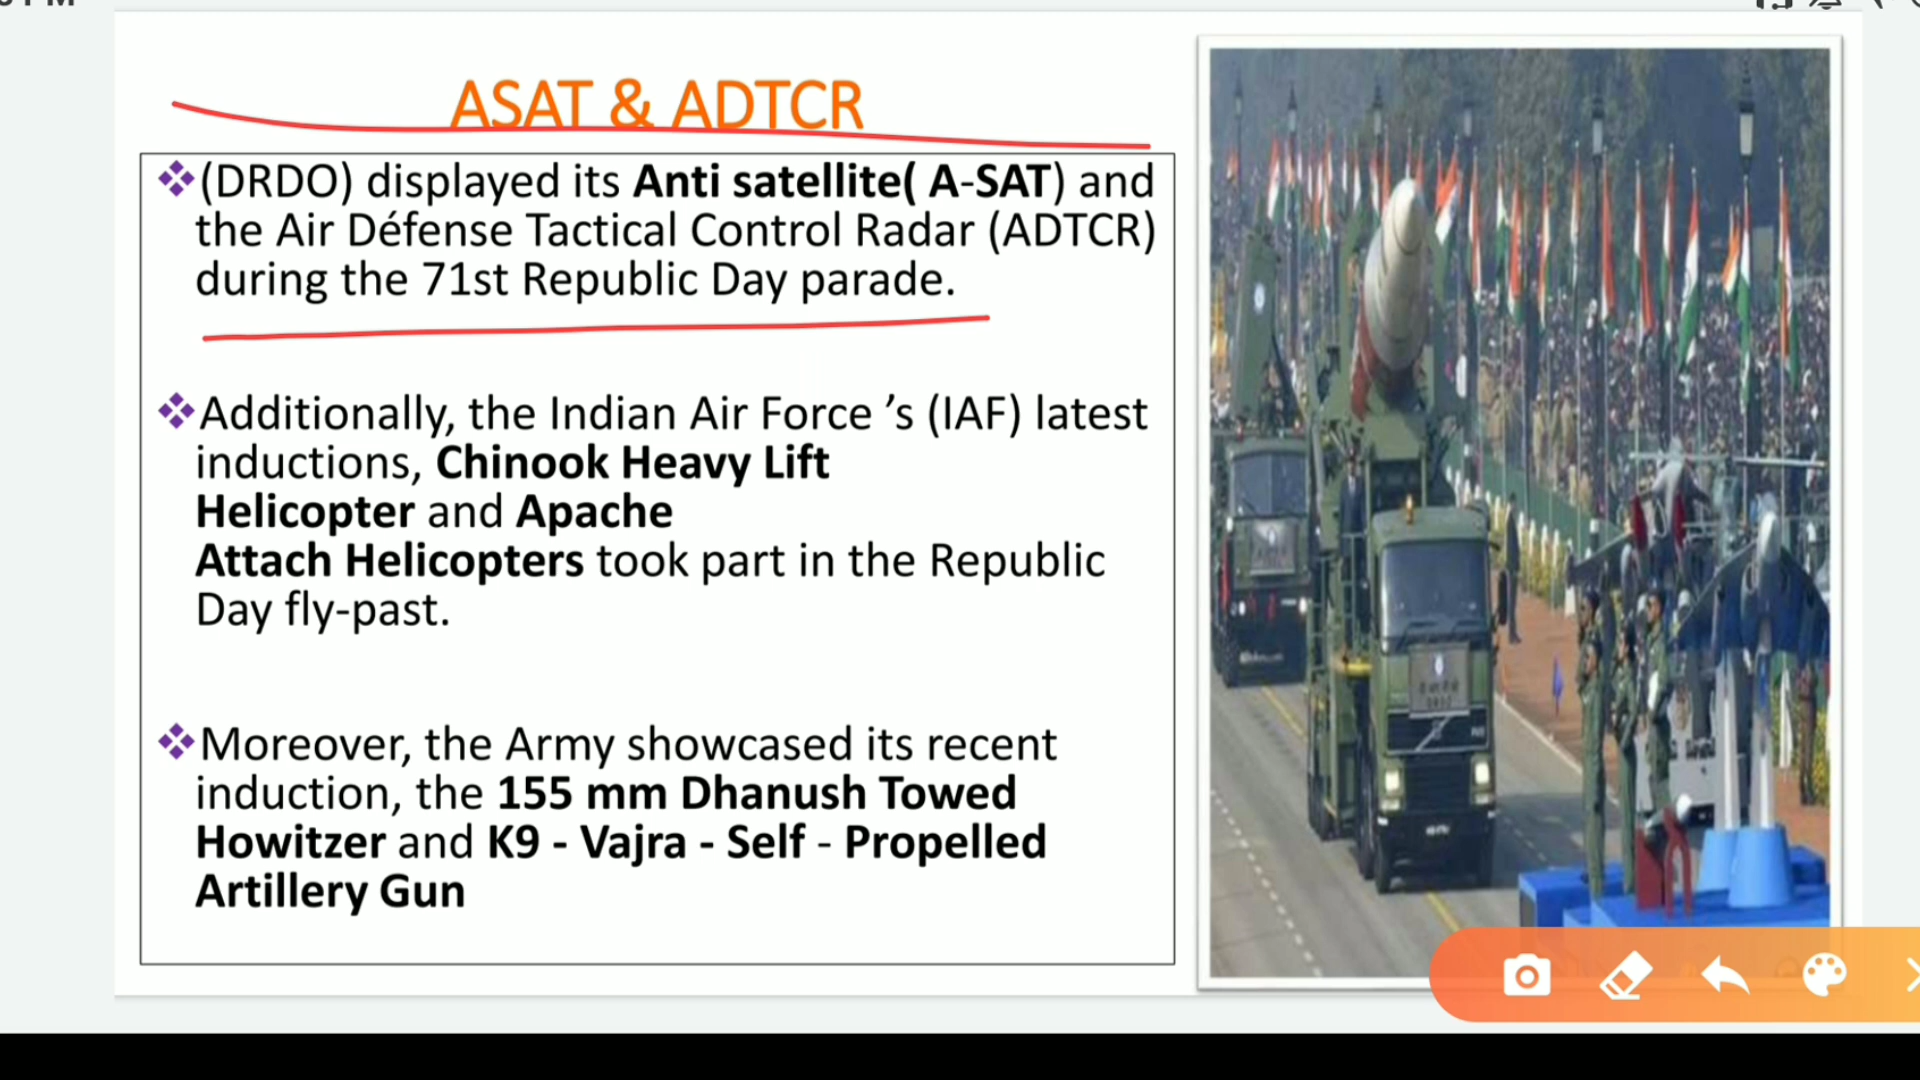 ASAT & ADTCR
(DRDO) displayed its Anti satellite( A-SAT) and
the Air Défense Tactical Control Radar (ADTCR)
during the 71st Republic Day parade.
Additionally, the Indian Air Force ’s (IAF) latest
inductions, Chinook Heavy Lift
Helicopter and Apache
Attach Helicopters took part in the Republic
Day fly-past.
Moreover, the Army showcased its recent
induction, the 155 mm Dhanush Towed
Howitzer and K9 - Vajra - Self - Propelled
Artillery Gun